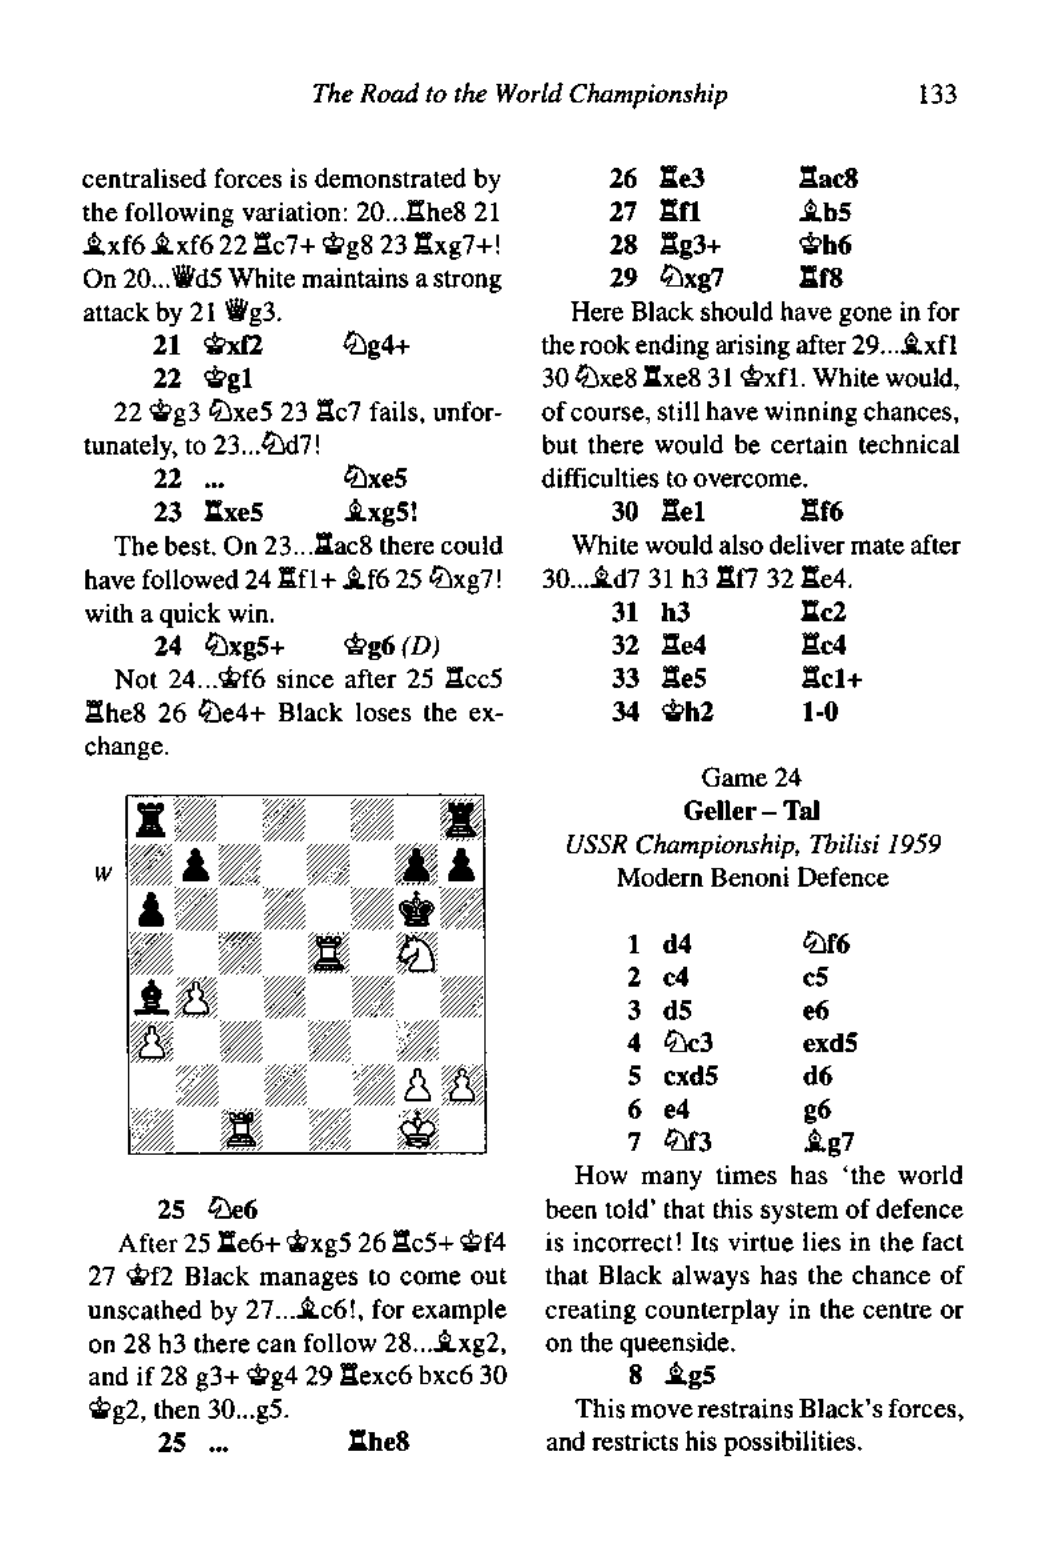 The Road to the World Championship 133
centralised forces is demonstrated by
the following variation: 20...♖he8 21
♗xf6 ♗xf6 22 ♖c7+ ♔g8 23 ♖xg7+!
On 20...♕d5 White maintains a strong
attack by 21 ♕g3.
21 ♔xf2 ♘g4+
22 ♔g1
22 ♔g3 ♘xe5 23 ♖c7 fails, unfor-
tunately, to 23...♘d7!
22 ... ♘xe5
23 ♖xe5 ♗xg5!
The best. On 23...♖ac8 there could
have followed 24 ♖f1+ ♗f6 25 ♘xg7!
with a quick win.
24 ♘xg5+ ♔g6 (D)
Not 24...♔f6 since after 25 ♖cc5
♖he8 26 ♘e4+ Black loses the ex-
change.
W
25 ♘e6
After 25 ♖e6+ ♔xg5 26 ♖c5+ ♔f4
27 ♔f2 Black manages to come out
unscathed by 27...♗c6!, for example
on 28 h3 there can follow 28...♗xg2,
and if 28 g3+ ♔g4 29 ♖exc6 bxc6 30
♔g2, then 30...g5.
25 ... ♖he8
26 ♖e3 ♖ac8
27 ♖f1 ♗b5
28 ♖g3+ ♔h6
29 ♘xg7 ♖f8
Here Black should have gone in for
the rook ending arising after 29...♗xf1
30 ♘xe8 ♖xe8 31 ♔xf1. White would,
of course, still have winning chances,
but there would be certain technical
difficulties to overcome.
30 ♖e1 ♖f6
White would also deliver mate after
30...♗d7 31 h3 ♖f7 32 ♖e4.
31 h3 ♖c2
32 ♖e4 ♖c4
33 ♖e5 ♖c1+
34 ♔h2 1-0
Game 24
Geller – Tal
USSR Championship, Tbilisi 1959
Modern Benoni Defence
1 d4 ♘f6
2 c4 c5
3 d5 e6
4 ♘c3 exd5
5 cxd5 d6
6 e4 g6
7 ♘f3 ♗g7
How many times has ‘the world
been told’ that this system of defence
is incorrect! Its virtue lies in the fact
that Black always has the chance of
creating counterplay in the centre or
on the queenside.
8 ♗g5
This move restrains Black’s forces,
and restricts his possibilities.